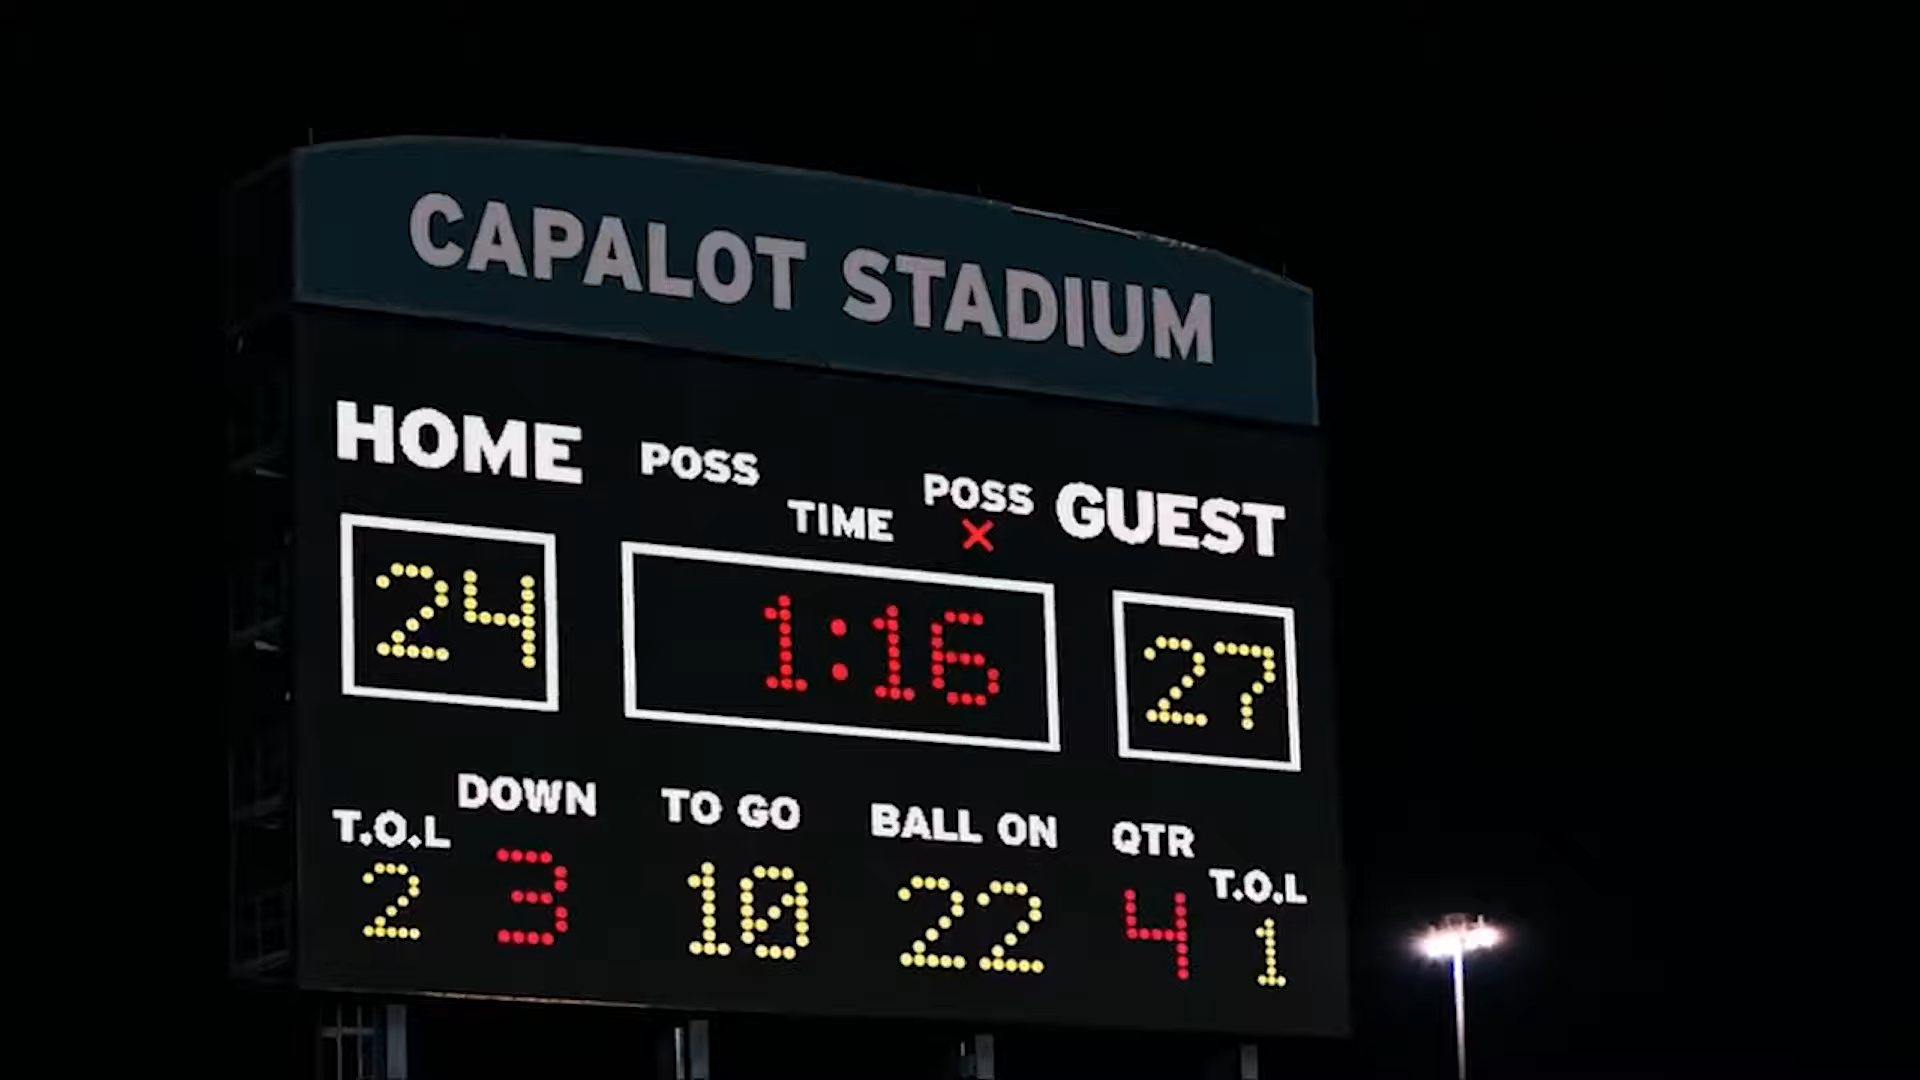 CAPALOT STADIUM
HOME POSS TIME POSS GUEST
×
24 1:16 27
T.O.L DOWN TO GO BALL ON QTR T.O.L
2 3 10 22 4 1